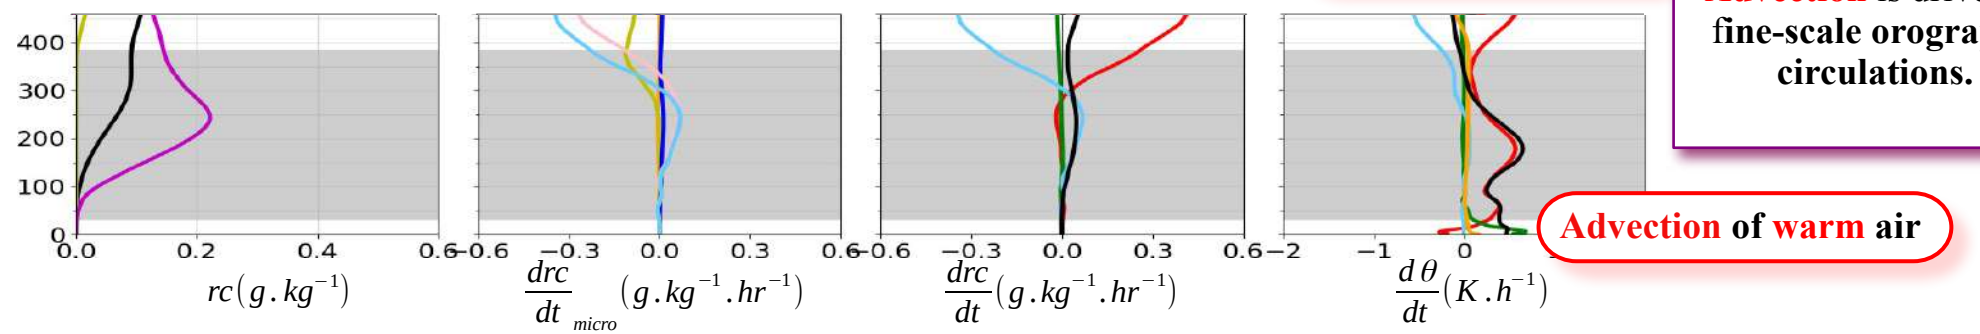 Advection is
fine-scale
circulations.
400
300
200
100
0
0.0 0.2 0.4 0.6
−0.6 −0.3 0.0 0.3 0.6
−0.6 −0.3 0.0 0.3 0.6
−2 −1 0
rc(g.kg⁻¹)
drc/dt micro (g.kg⁻¹.hr⁻¹)
drc/dt (g.kg⁻¹.hr⁻¹)
dθ/dt (K.h⁻¹)
Advection of warm air